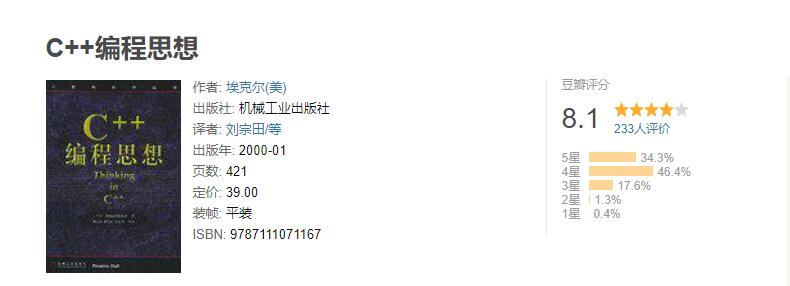 C++编程思想
C++
编程思想
Thinking
in
C++
Prentice Hall
作者: 埃克尔(美)
出版社: 机械工业出版社
译者: 刘宗田/等
出版年: 2000-01
页数: 421
定价: 39.00
装帧: 平装
ISBN: 9787111071167
豆瓣评分
8.1
233人评价
5星 34.3%
4星 46.4%
3星 17.6%
2星 1.3%
1星 0.4%